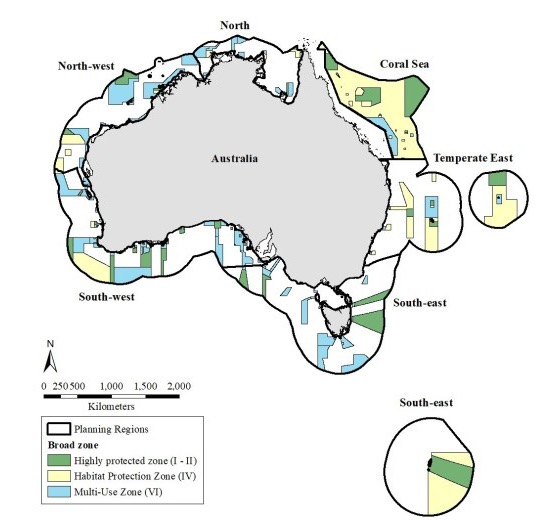 North
North-west
Coral Sea
Australia
Temperate East
South-west
South-east
N
0 250 500 1,000 1,500 2,000
Kilometers
South-east
Planning Regions
Broad zone
Highly protected zone (I - II)
Habitat Protection Zone (IV)
Multi-Use Zone (VI)